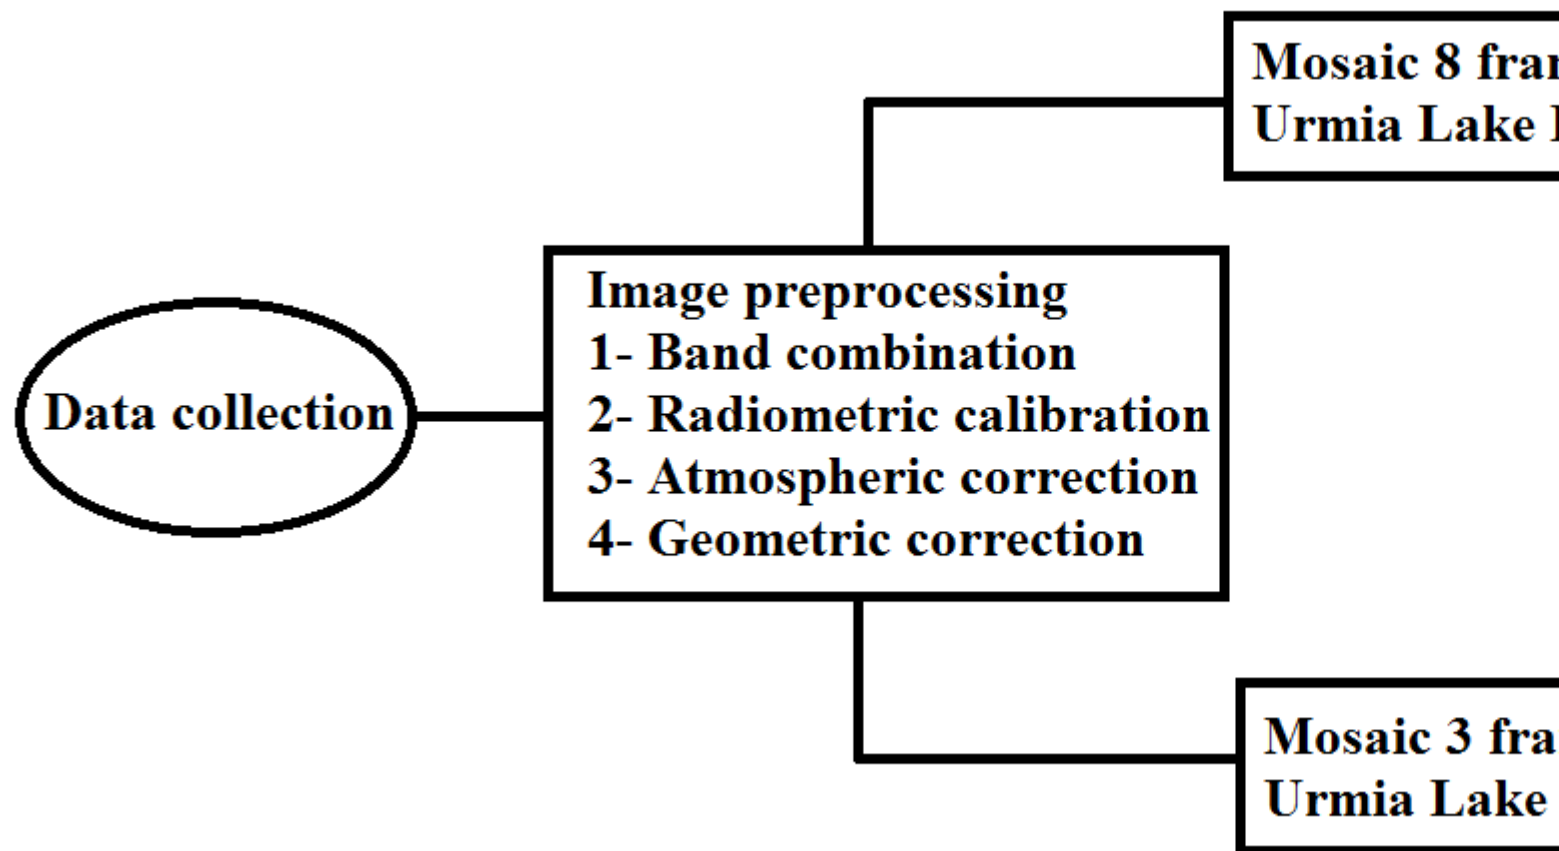 Mosaic 8
Urmia Lake
Image preprocessing
1- Band combination
2- Radiometric calibration
3- Atmospheric correction
4- Geometric correction
Data collection
Mosaic 3
Urmia Lake